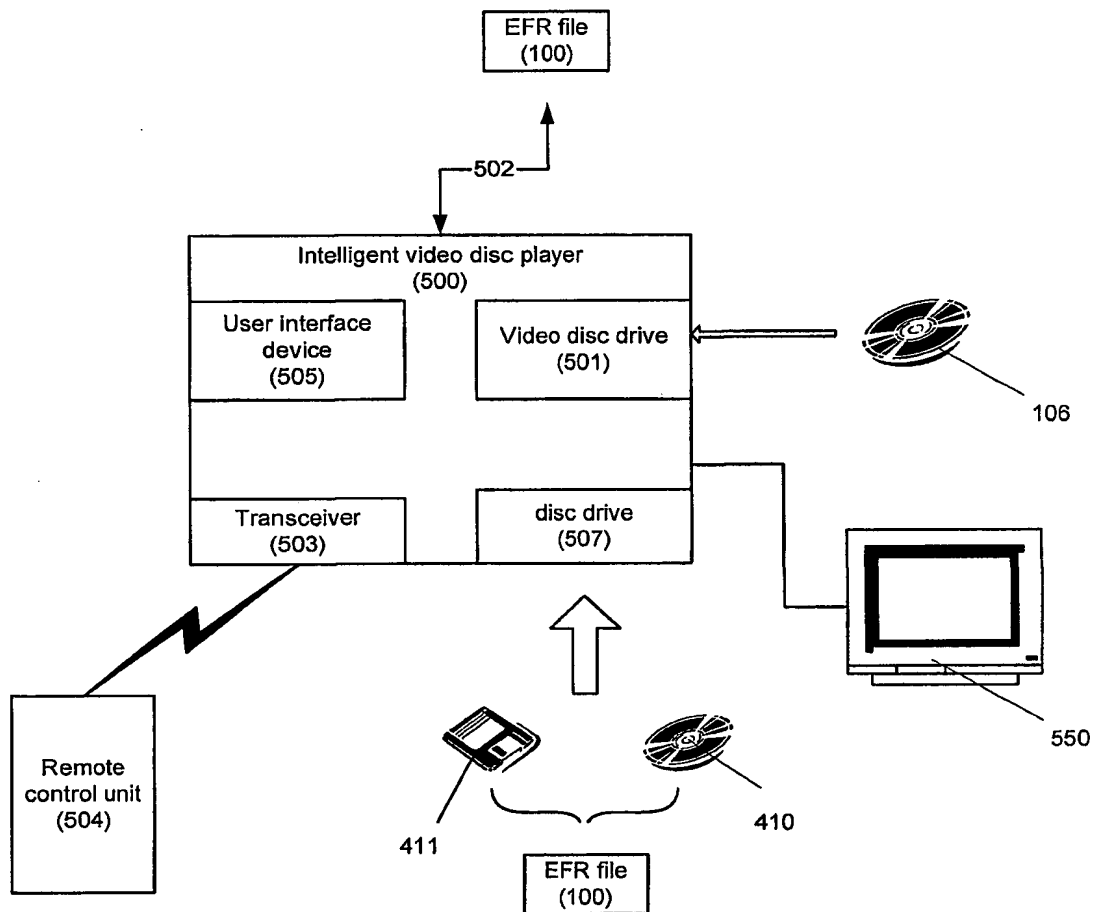 EFR file
(100)
502
Intelligent video disc player
(500)
User interface
device
(505)
Video disc drive
(501)
106
Transceiver
(503)
disc drive
(507)
550
Remote
control unit
(504)
411
410
EFR file
(100)